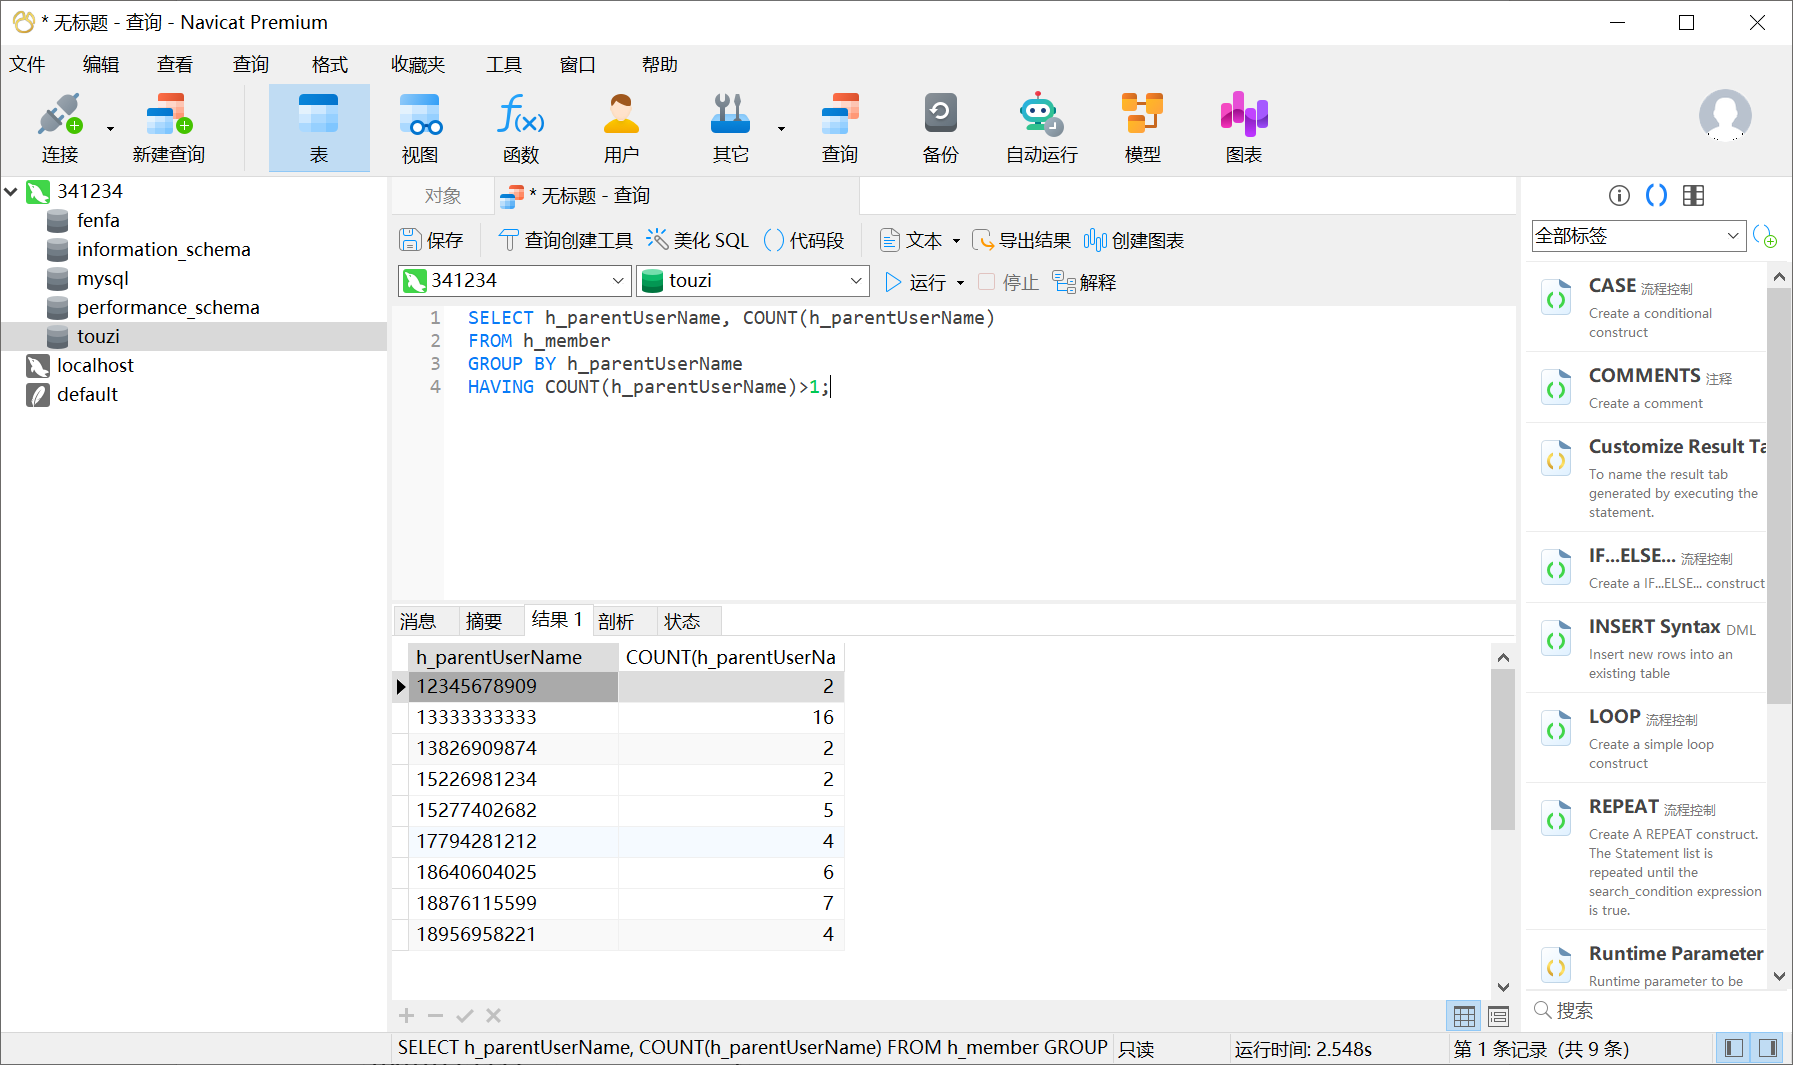 * 无标题 - 查询 - Navicat Premium
文件 编辑 查看 查询 格式 收藏夹 工具 窗口 帮助
连接 新建查询 表 视图 函数 用户 其它 查询 备份 自动运行 模型 图表
341234
fenfa
information_schema
mysql
performance_schema
touzi
localhost
default
对象 * 无标题 - 查询
保存 查询创建工具 美化 SQL 代码段 文本 导出结果 创建图表
341234 touzi 运行 停止 解释
1 SELECT h_parentUserName, COUNT(h_parentUserName)
2 FROM h_member
3 GROUP BY h_parentUserName
4 HAVING COUNT(h_parentUserName)>1;
消息 摘要 结果 1 剖析 状态
h_parentUserName COUNT(h_parentUserNa
12345678909 2
13333333333 16
13826909874 2
15226981234 2
15277402682 5
17794281212 4
18640604025 6
18876115599 7
18956958221 4
全部标签
CASE 流程控制
Create a conditional
construct
COMMENTS 注释
Create a comment
Customize Result Ta
To name the result tab
generated by executing the
statement.
IF...ELSE... 流程控制
Create a IF...ELSE... construct
INSERT Syntax DML
Insert new rows into an
existing table
LOOP 流程控制
Create a simple loop
construct
REPEAT 流程控制
Create A REPEAT construct.
The Statement list is
repeated until the
search_condition expression
is true.
Runtime Parameter
Runtime parameter to be
搜索
SELECT h_parentUserName, COUNT(h_parentUserName) FROM h_member GROUP 只读 运行时间: 2.548s 第 1 条记录 (共 9 条)